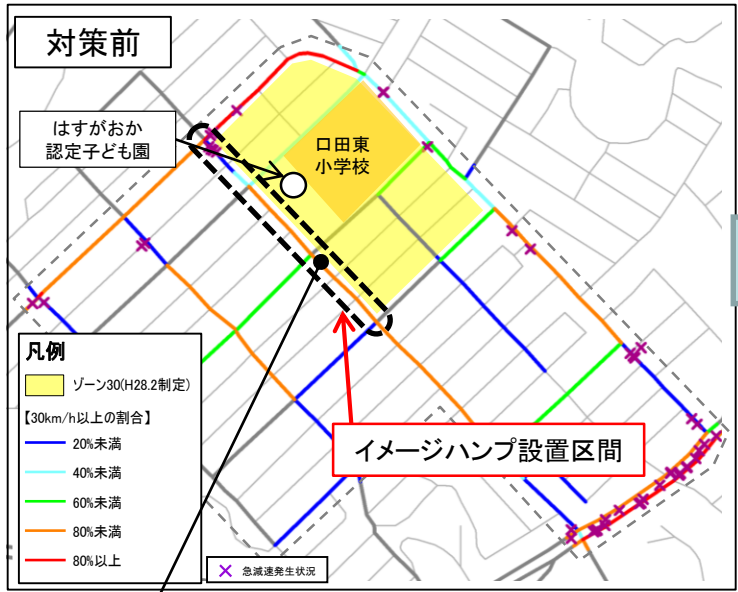 対策前
はすがおか
認定子ども園
口田東
小学校
凡例
ゾーン30(H28.2制定)
【30km/h以上の割合】
20%未満
40%未満
60%未満
80%未満
80%以上
イメージハンプ設置区間
急減速発生状況